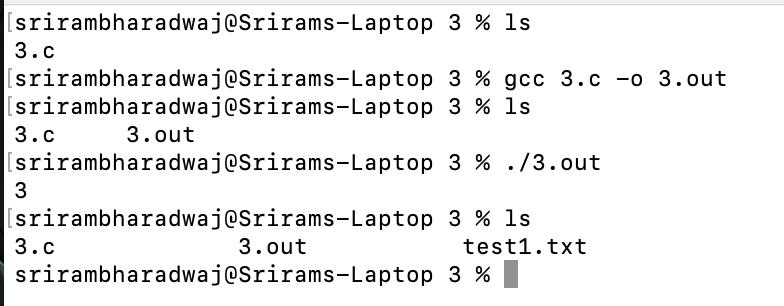 [srirambharadwaj@Srirams-Laptop 3 % ls
3.c
[srirambharadwaj@Srirams-Laptop 3 % gcc 3.c -o 3.out
[srirambharadwaj@Srirams-Laptop 3 % ls
3.c     3.out
[srirambharadwaj@Srirams-Laptop 3 % ./3.out
3
[srirambharadwaj@Srirams-Laptop 3 % ls
3.c             3.out           test1.txt
srirambharadwaj@Srirams-Laptop 3 %